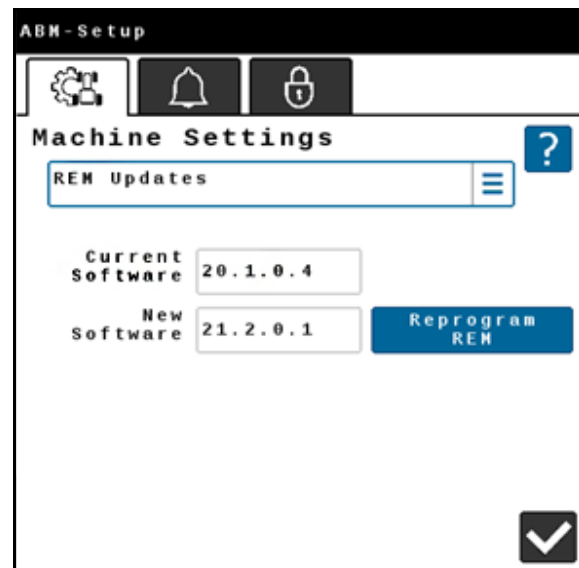 ABM-Setup
Machine Settings
?
REM Updates
Current
Software
20.1.0.4
New
Software
21.2.0.1
Reprogram
REM